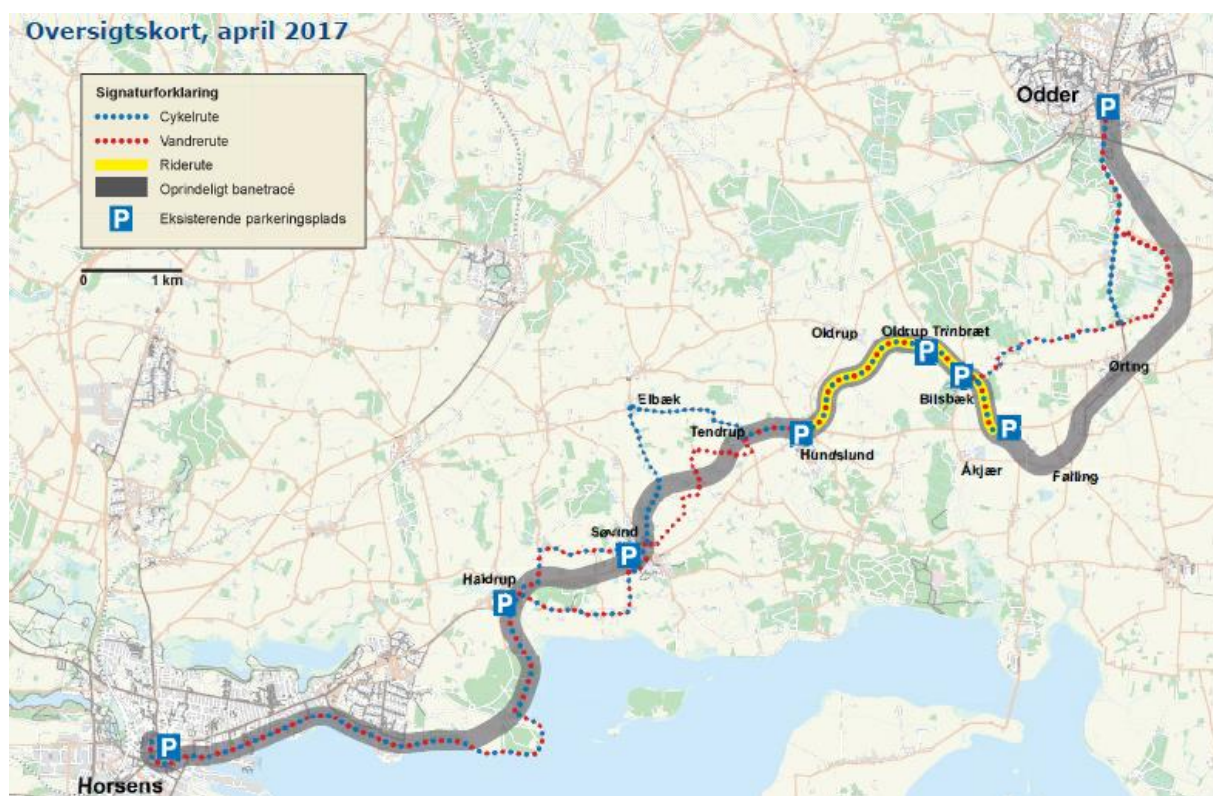 Oversigtskort, april 2017
Signaturforklaring
Cykelrute
Vandrerute
Riderute
Oprindeligt banetracé
P Eksisterende parkeringsplads
0 1 km
Odder
P
Oldrup
Oldrup Trinbræt
P
Ørting
P
Bilsbæk
Elbæk
Tendrup
P
Hundslund
P
Åkjær
Falling
Søvind
P
Haldrup
P
P
Horsens